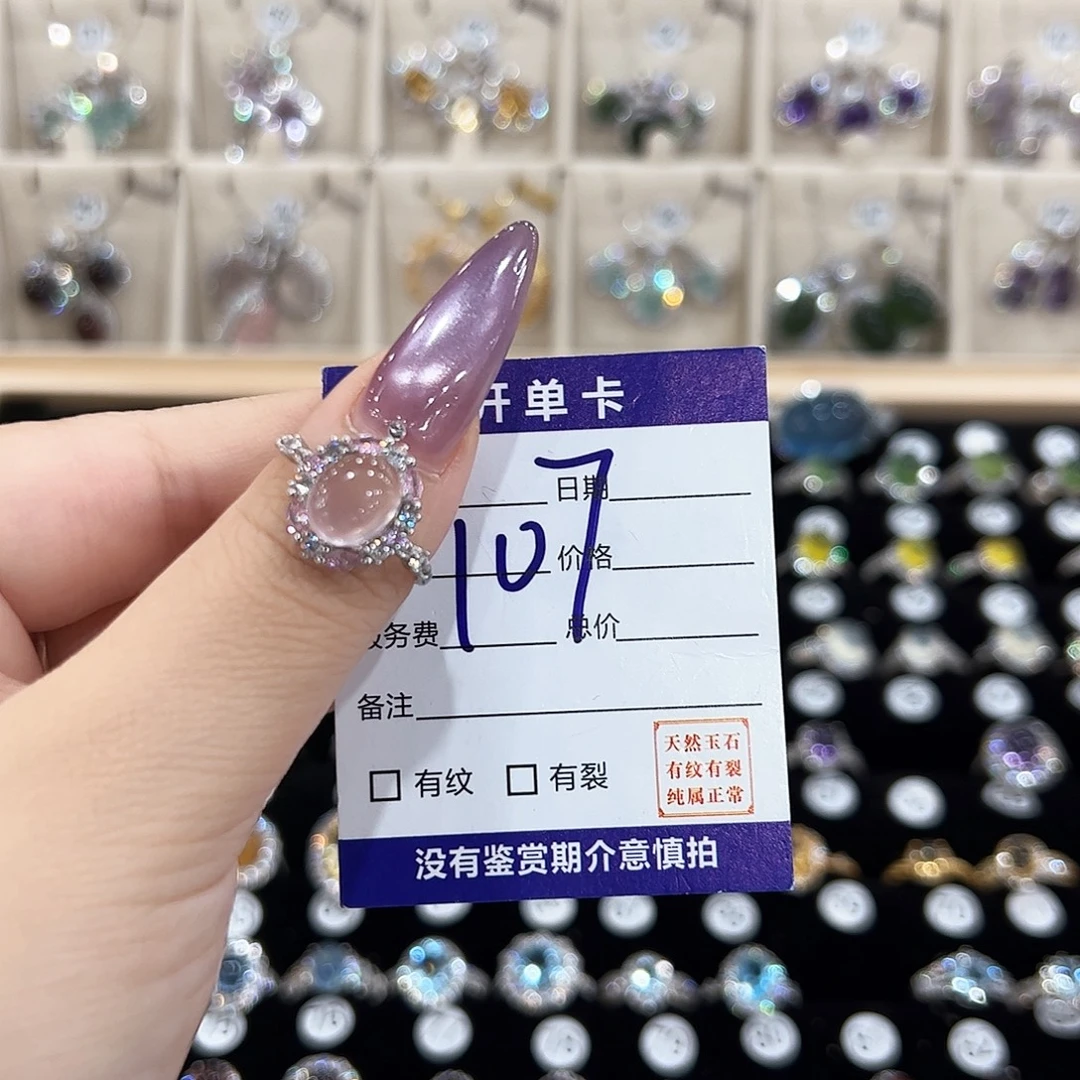 开单卡
日期
107
价格
服务费 总价
备注
有纹 有裂
天然玉石
有纹有裂
纯属正常
没有鉴赏期介意慎拍